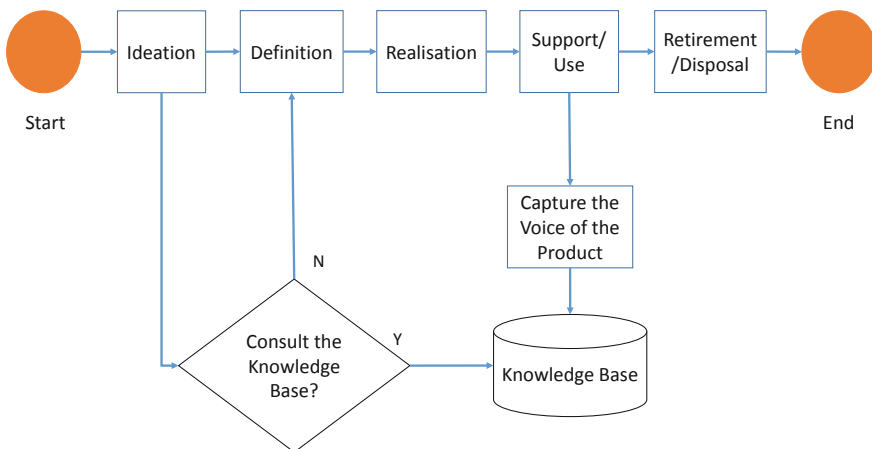 Ideation
Definition
Realisation
Support/
Use
Retirement
/Disposal
Start
End
Capture the
Voice of the
Product
N
Y
Consult the
Knowledge
Base?
Knowledge Base